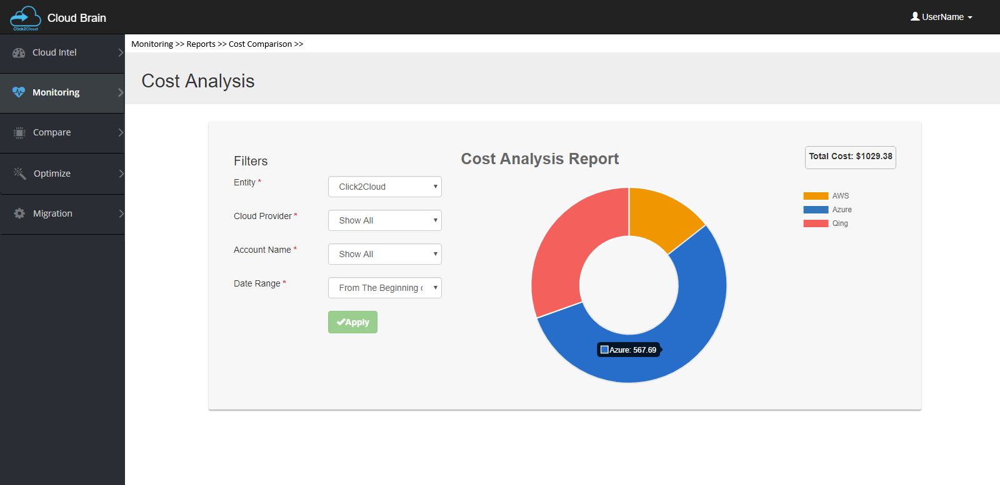 Click2Cloud
Cloud Brain
UserName
Cloud Intel
Monitoring
Compare
Optimize
Migration
Monitoring >> Reports >> Cost Comparison >>
Cost Analysis
Filters
Entity *
Click2Cloud
Cloud Provider *
Show All
Account Name *
Show All
Date Range *
From The Beginning
Apply
Cost Analysis Report
Azure: 567.69
Total Cost: $1029.38
AWS
Azure
Qing